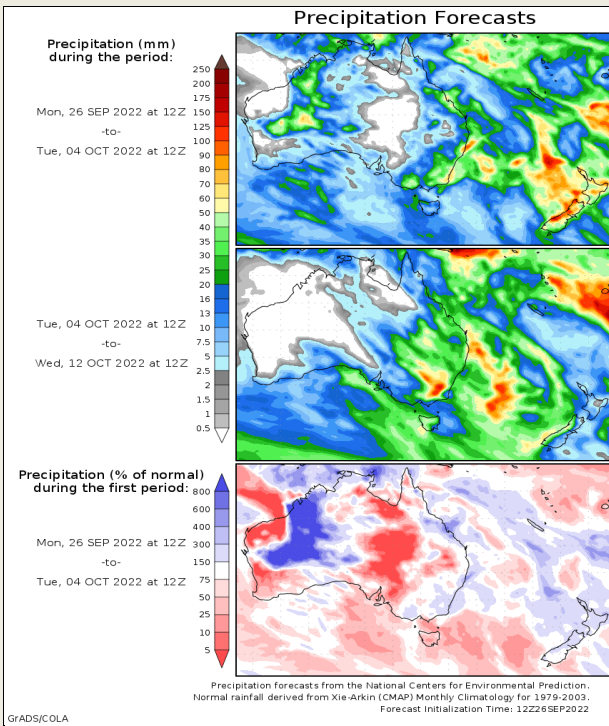 Precipitation Forecasts
Precipitation (mm)
during the period:
Mon, 26 SEP 2022 at 12Z
-to-
Tue, 04 OCT 2022 at 12Z
250
200
175
150
125
100
90
80
70
60
50
40
35
30
25
20
16
13
10
7.5
5
2.5
2
1.5
1
0.5
Tue, 04 OCT 2022 at 12Z
-to-
Wed, 12 OCT 2022 at 12Z
Precipitation (% of normal)
during the first period:
Mon, 26 SEP 2022 at 12Z
-to-
Tue, 04 OCT 2022 at 12Z
800
600
400
300
150
75
50
25
10
5
Precipitation forecasts from the National Centers for Environmental Prediction.
Normal rainfall derived from Xie-Arkin (CMAP) Monthly Climatology for 1979-2003.
Forecast Initialization Time: 12Z26SEP2022
GrADS/COLA